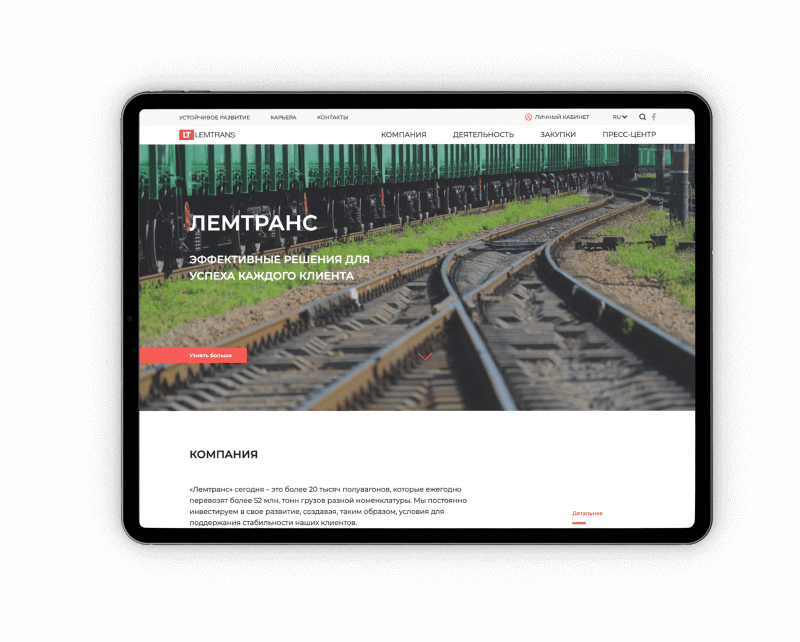 УСТОЙЧИВОЕ РАЗВИТИЕ КАРЬЕРА КОНТАКТЫ ЛИЧНЫЙ КАБИНЕТ RU
LT LEMTRANS КОМПАНИЯ ДЕЯТЕЛЬНОСТЬ ЗАКУПКИ ПРЕСС-ЦЕНТР
ЛЕМТРАНС
ЭФФЕКТИВНЫЕ РЕШЕНИЯ ДЛЯ
УСПЕХА КАЖДОГО КЛИЕНТА
Узнать больше
КОМПАНИЯ
«Лемтранс» сегодня – это более 20 тысяч полувагонов, которые ежегодно
перевозят более 52 млн. тонн грузов разной номенклатуры. Мы постоянно
инвестируем в свое развитие, создавая, таким образом, условия для
поддержания стабильности наших клиентов.
Детальнее